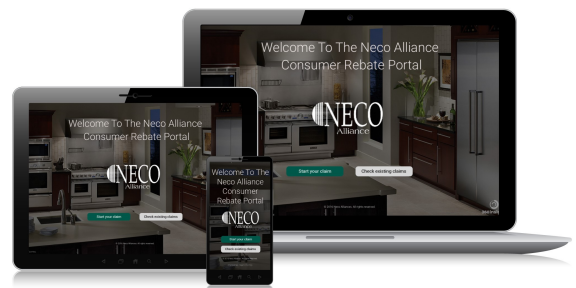 Welcome To The Neco Alliance
Consumer Rebate Portal
NECO
Alliance
Start your claim
Check existing claims
Welcome To The Neco Alliance
Consumer Rebate Portal
NECO
Alliance
Start your claim
Check existing claims
Welcome To The
Neco Alliance
Consumer
Rebate Portal
NECO
Alliance
Start your claim
Check existing claims